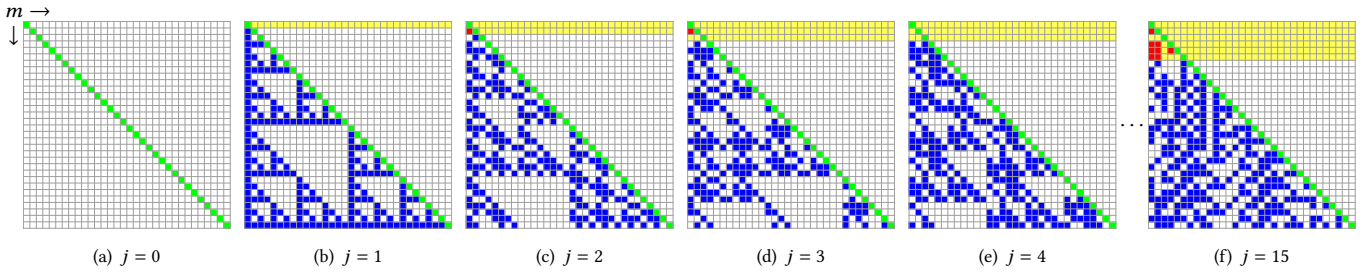 m →
↓
· · ·
(a) j = 0
(b) j = 1
(c) j = 2
(d) j = 3
(e) j = 4
(f) j = 15